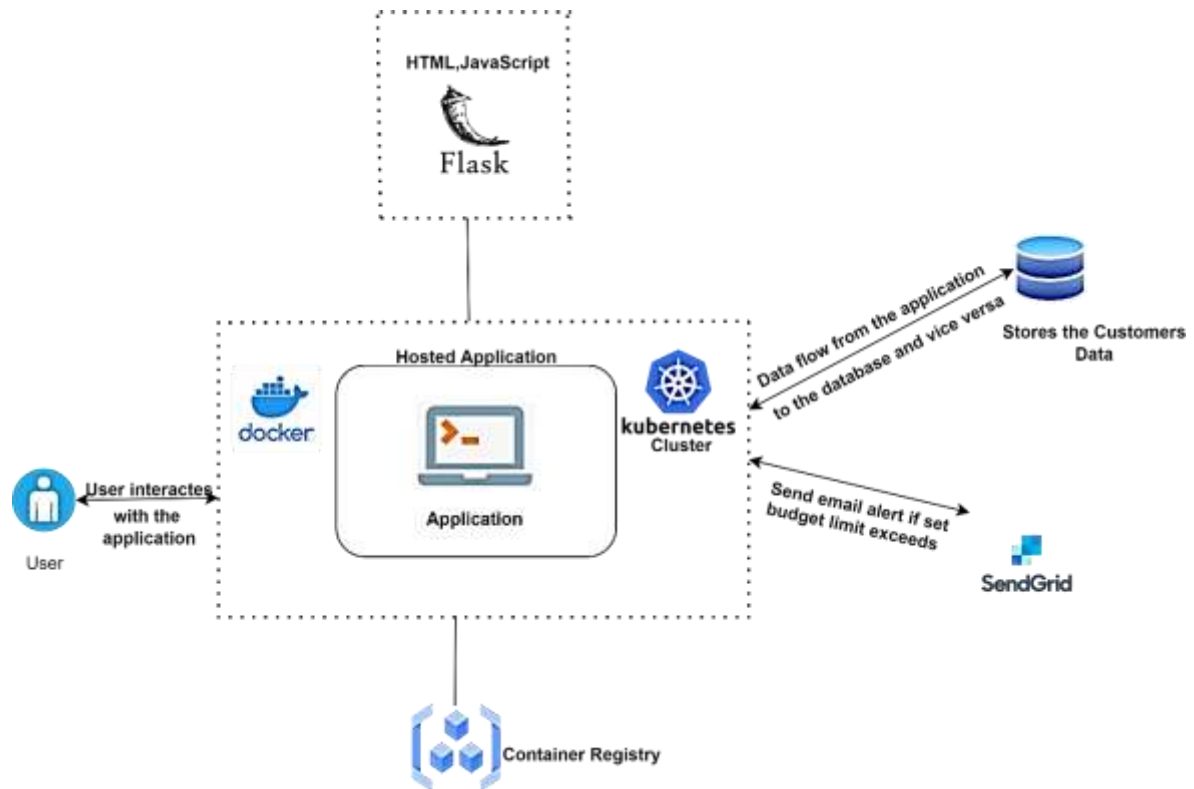 HTML,JavaScript
Flask
Hosted Application
docker
kubernetes
Cluster
Application
User interactes
with the
application
User
Data flow from the application
to the database and vice versa
Stores the Customers
Data
Send email alert if set
budget limit exceeds
SendGrid
Container Registry